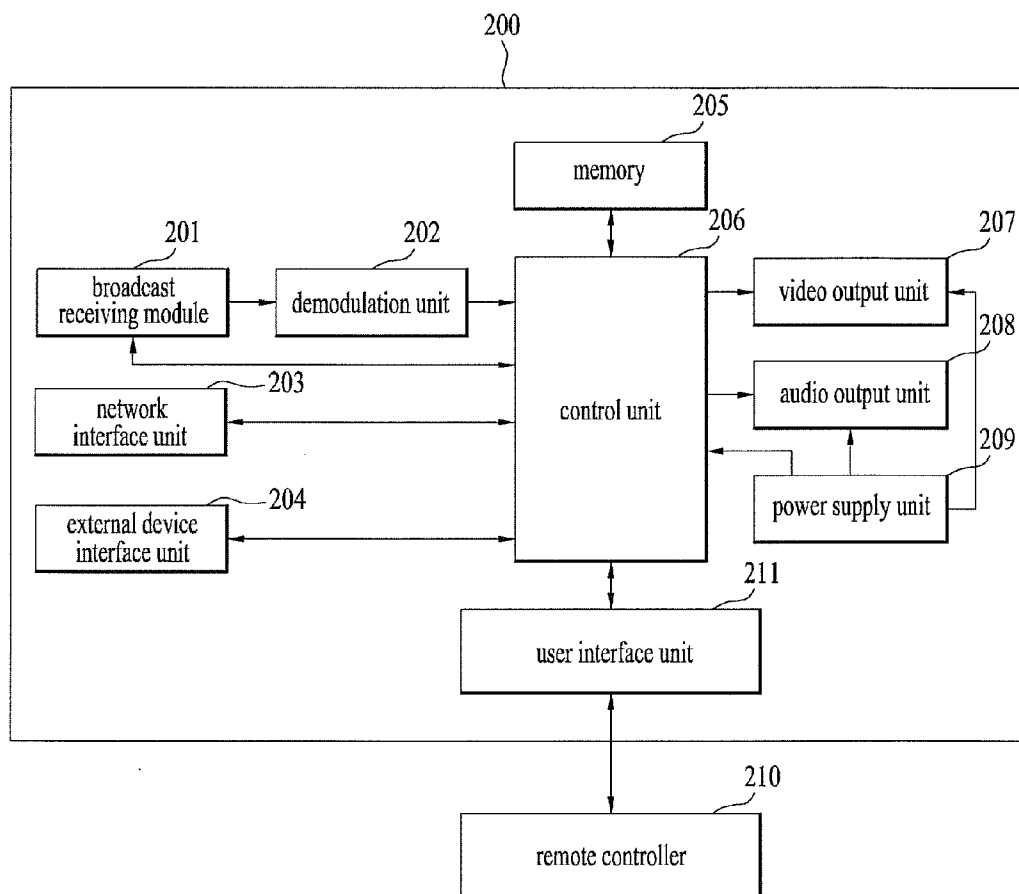 200
205
memory
201
202
206
207
broadcast
receiving module
demodulation unit
video output unit
208
203
network
interface unit
control unit
audio output unit
209
204
external device
interface unit
power supply unit
211
user interface unit
210
remote controller